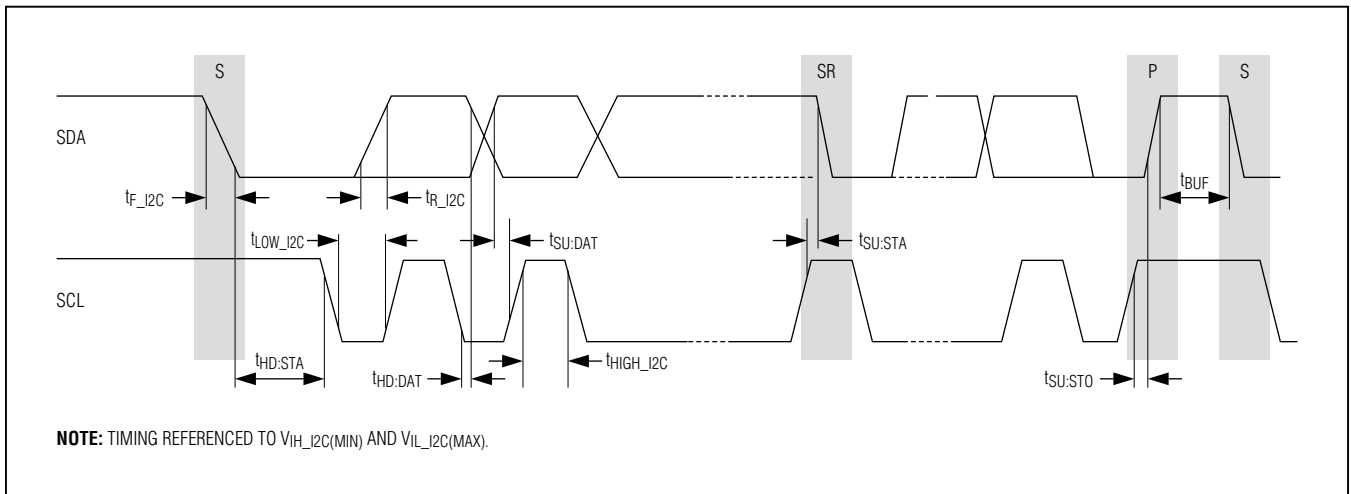 S SR P S
SDA
tF_I2C tR_I2C tBUF
tLOW_I2C tSU:DAT tSU:STA
SCL
tHD:STA tHD:DAT tHIGH_I2C tSU:STO
NOTE: TIMING REFERENCED TO VIH_I2C(MIN) AND VIL_I2C(MAX).